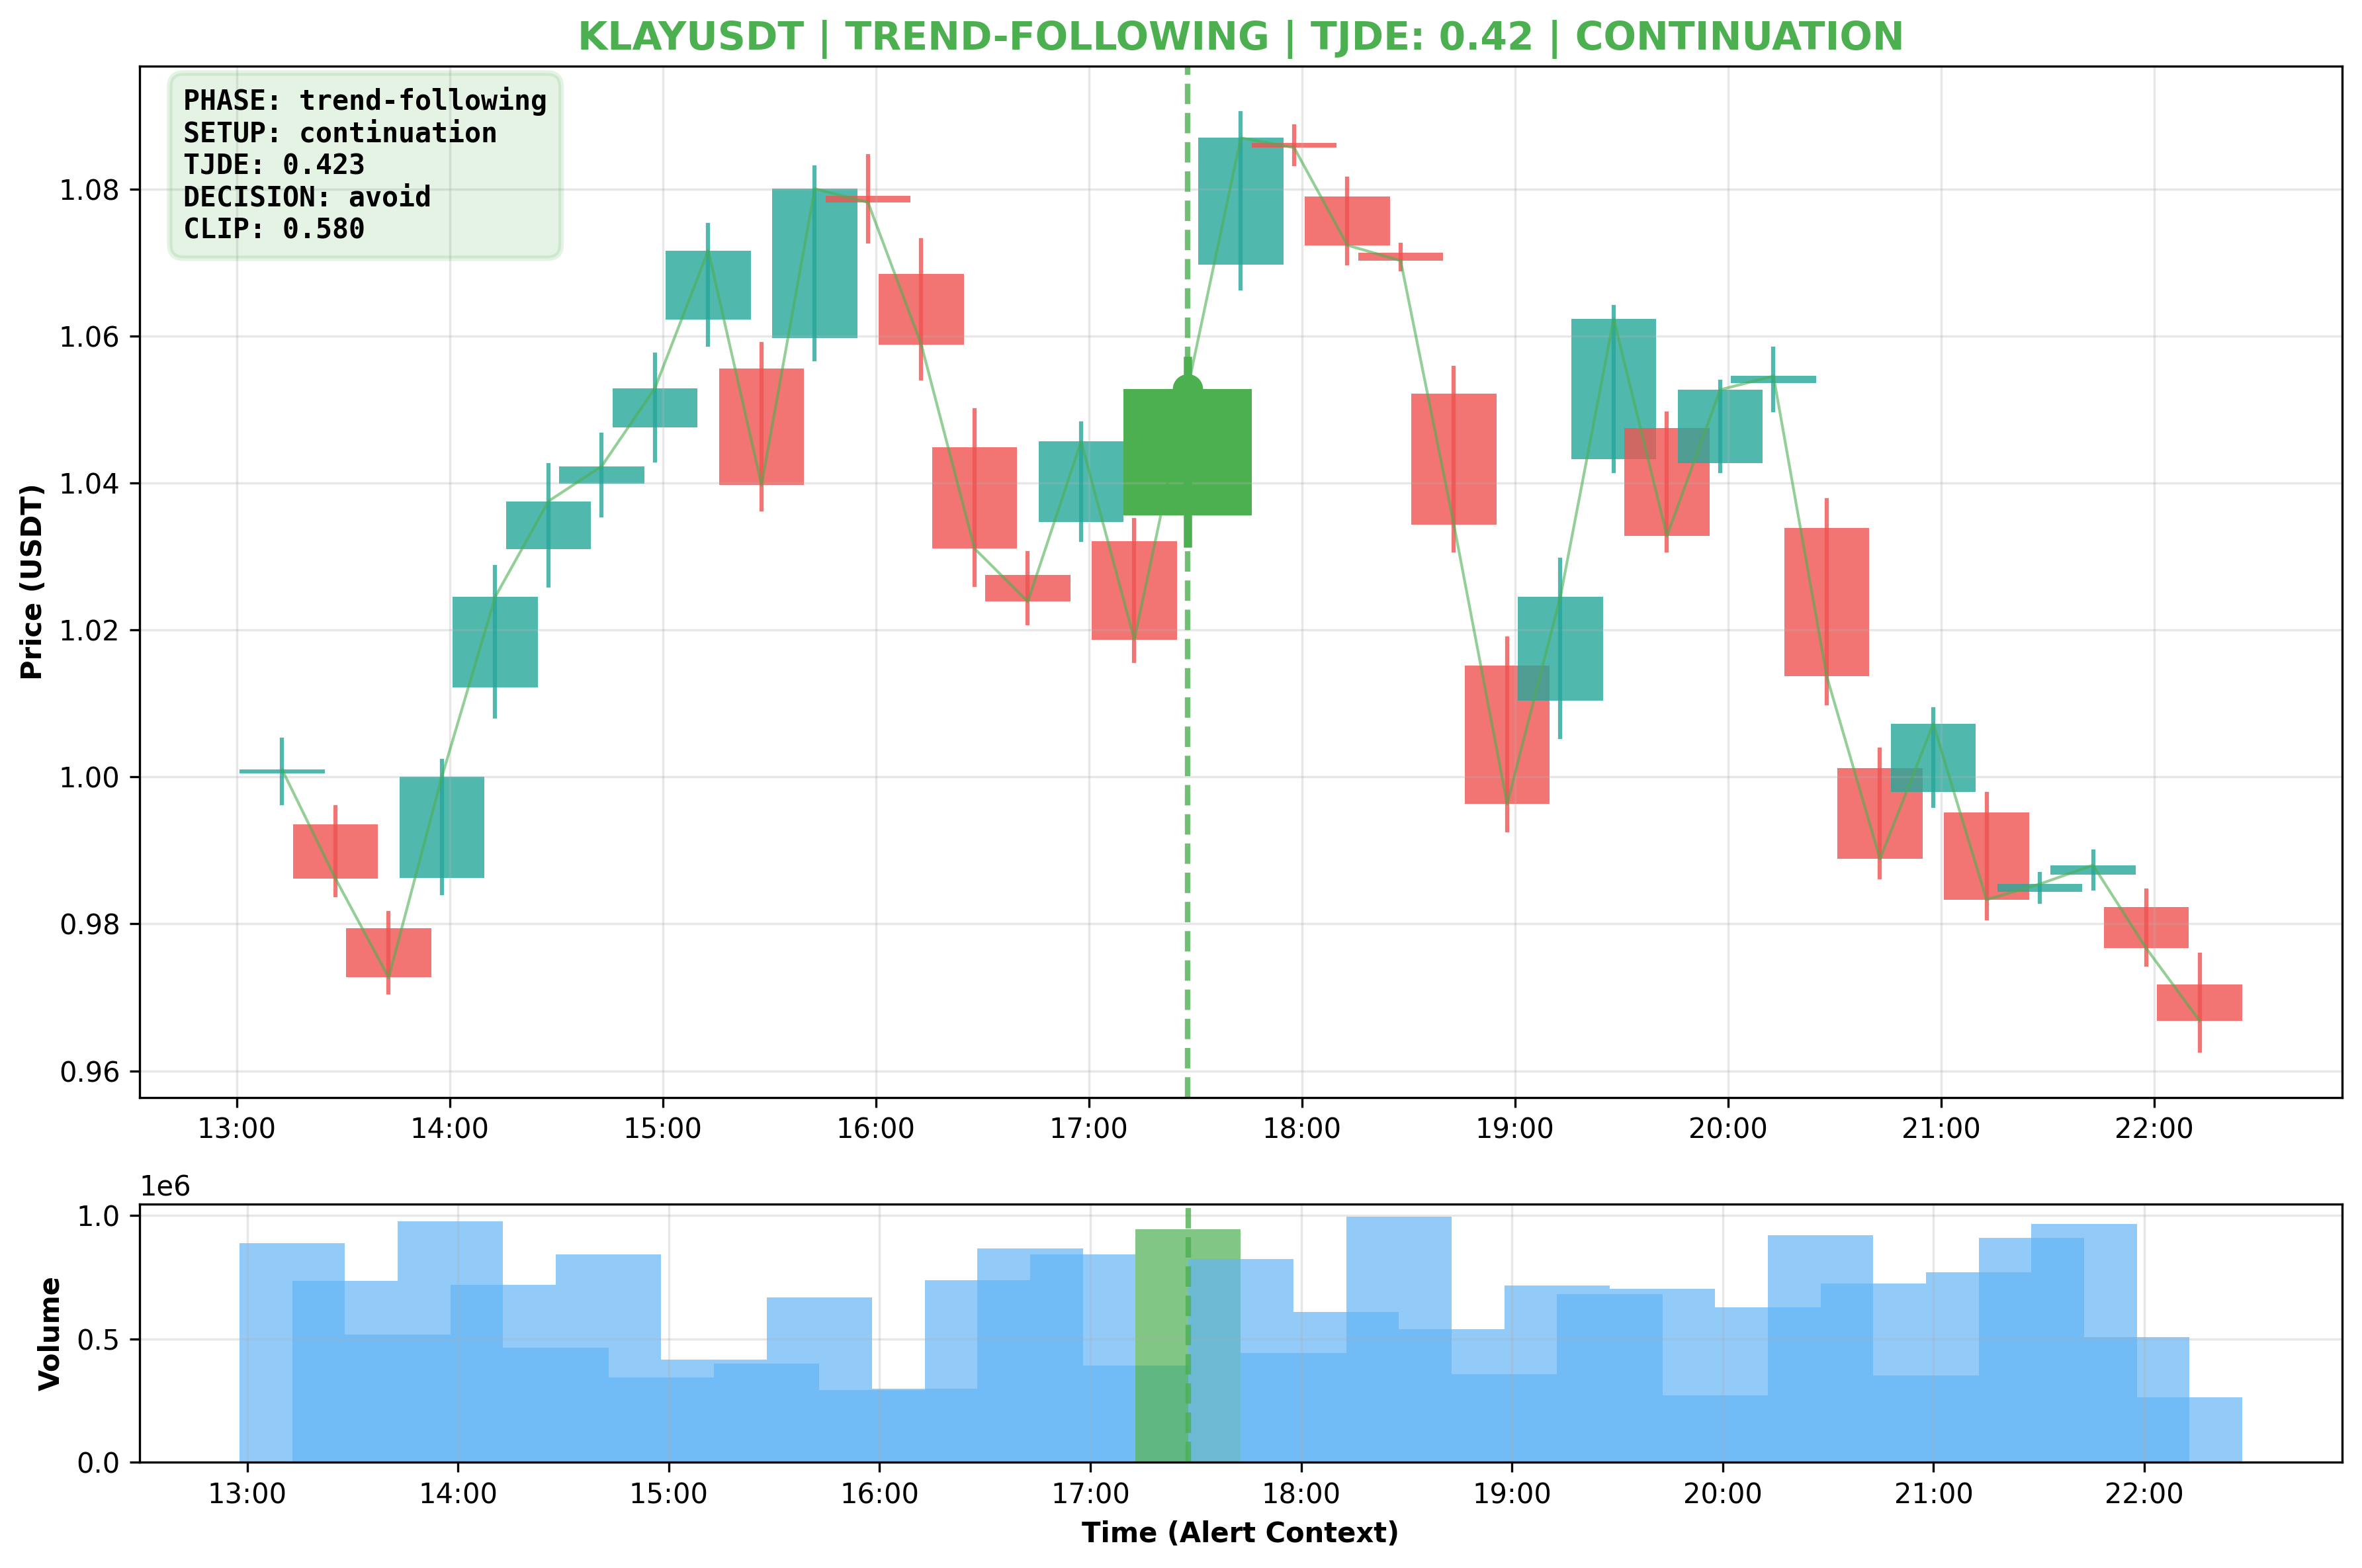 KLAYUSDT | TREND-FOLLOWING | TJDE: 0.42 | CONTINUATION
PHASE: trend-following
SETUP: continuation
TJDE: 0.423
DECISION: avoid
CLIP: 0.580
Price (USDT)
1.08
1.06
1.04
1.02
1.00
0.98
0.96
13:00 14:00 15:00 16:00 17:00 18:00 19:00 20:00 21:00 22:00
1e6
Volume
1.0
0.5
0.0
13:00 14:00 15:00 16:00 17:00 18:00 19:00 20:00 21:00 22:00
Time (Alert Context)